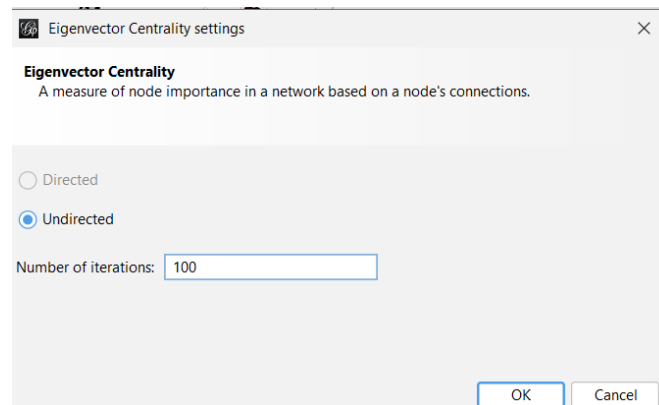 Eigenvector Centrality settings
Eigenvector Centrality
A measure of node importance in a network based on a node's connections.
Directed
Undirected
Number of iterations: 100
OK Cancel